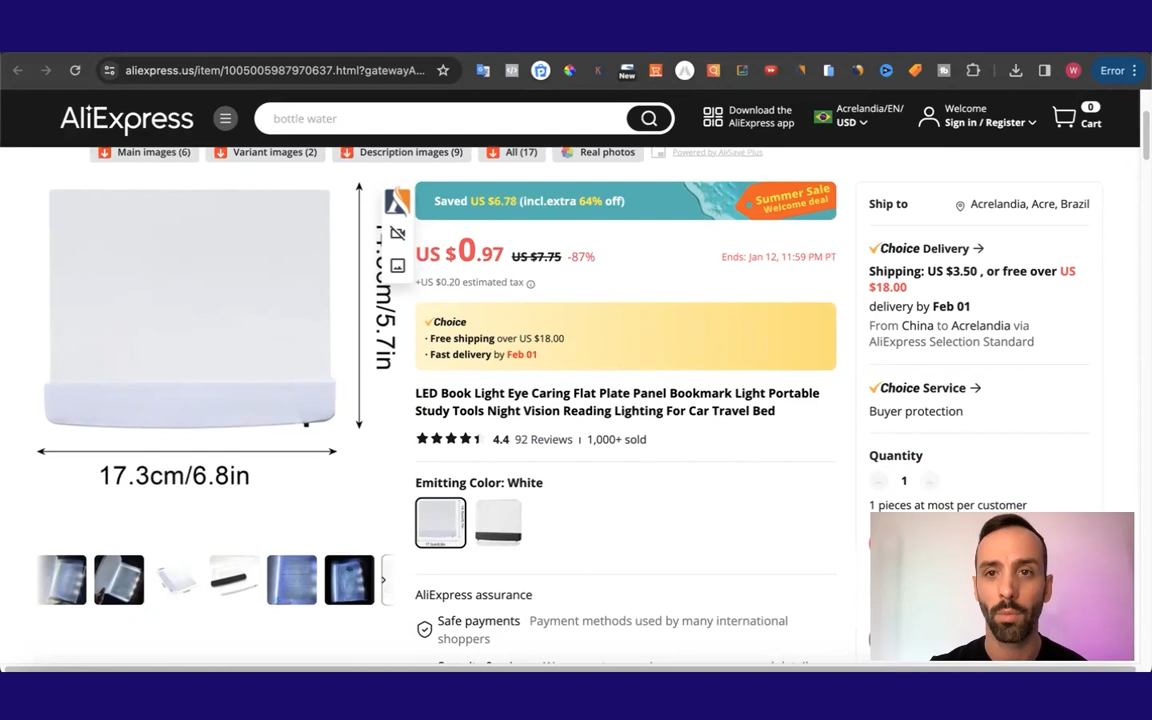 aliexpress.us/item/1005005987970637.html?gatewayA...
New
W
Error
AliExpress
bottle water
Download the
AliExpress app
Acrelandia/EN/
USD
Welcome
Sign in / Register
0
Cart
Main images (6)
Variant images (2)
Description images (9)
All (17)
Real photos
Powered by AliSave Plus
17.3cm/6.8in
cm/5.7in
Saved US $6.78 (incl.extra 64% off)
Summer Sale
Welcome deal
US $0.97 US $7.75 -87%
Ends: Jan 12, 11:59 PM PT
+US $0.20 estimated tax
Choice
· Free shipping over US $18.00
· Fast delivery by Feb 01
LED Book Light Eye Caring Flat Plate Panel Bookmark Light Portable
Study Tools Night Vision Reading Lighting For Car Travel Bed
4.4 92 Reviews 1,000+ sold
Emitting Color: White
AliExpress assurance
Safe payments Payment methods used by many international
shoppers
Ship to
Acrelandia, Acre, Brazil
Choice Delivery
Shipping: US $3.50 , or free over US
$18.00
delivery by Feb 01
From China to Acrelandia via
AliExpress Selection Standard
Choice Service
Buyer protection
Quantity
1
1 pieces at most per customer